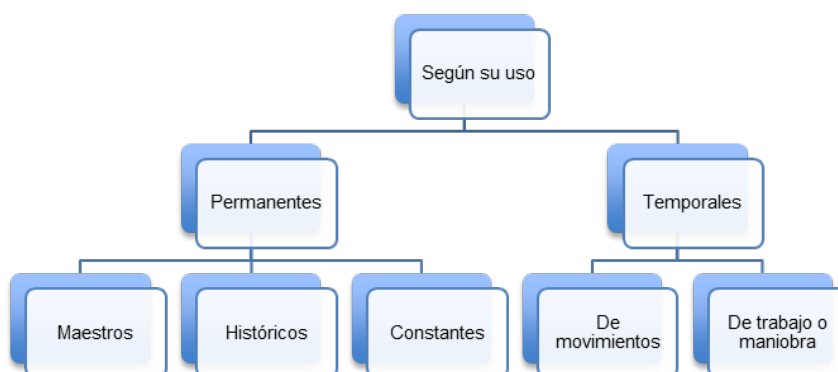 Según su uso
Permanentes
Temporales
Maestros
Históricos
Constantes
De
movimientos
De trabajo o
maniobra